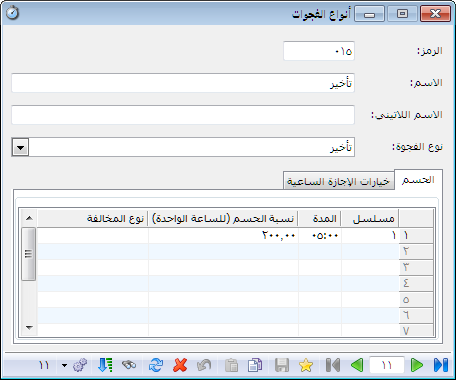 أنواع الفجوات
الرمز: ٠١٥
الاسم: تأخير
الاسم اللاتيني:
نوع الفجوة: تأخير
الحسم خيارات الإجازة الساعية
مسلسل المدة نسبة الحسم (للساعة الواحدة) نوع المخالفة
١ ١ ٠٥:٠٠ ٢٠٠,٠٠
٢
٣
٤
٥
٦
٧
١١ ١١